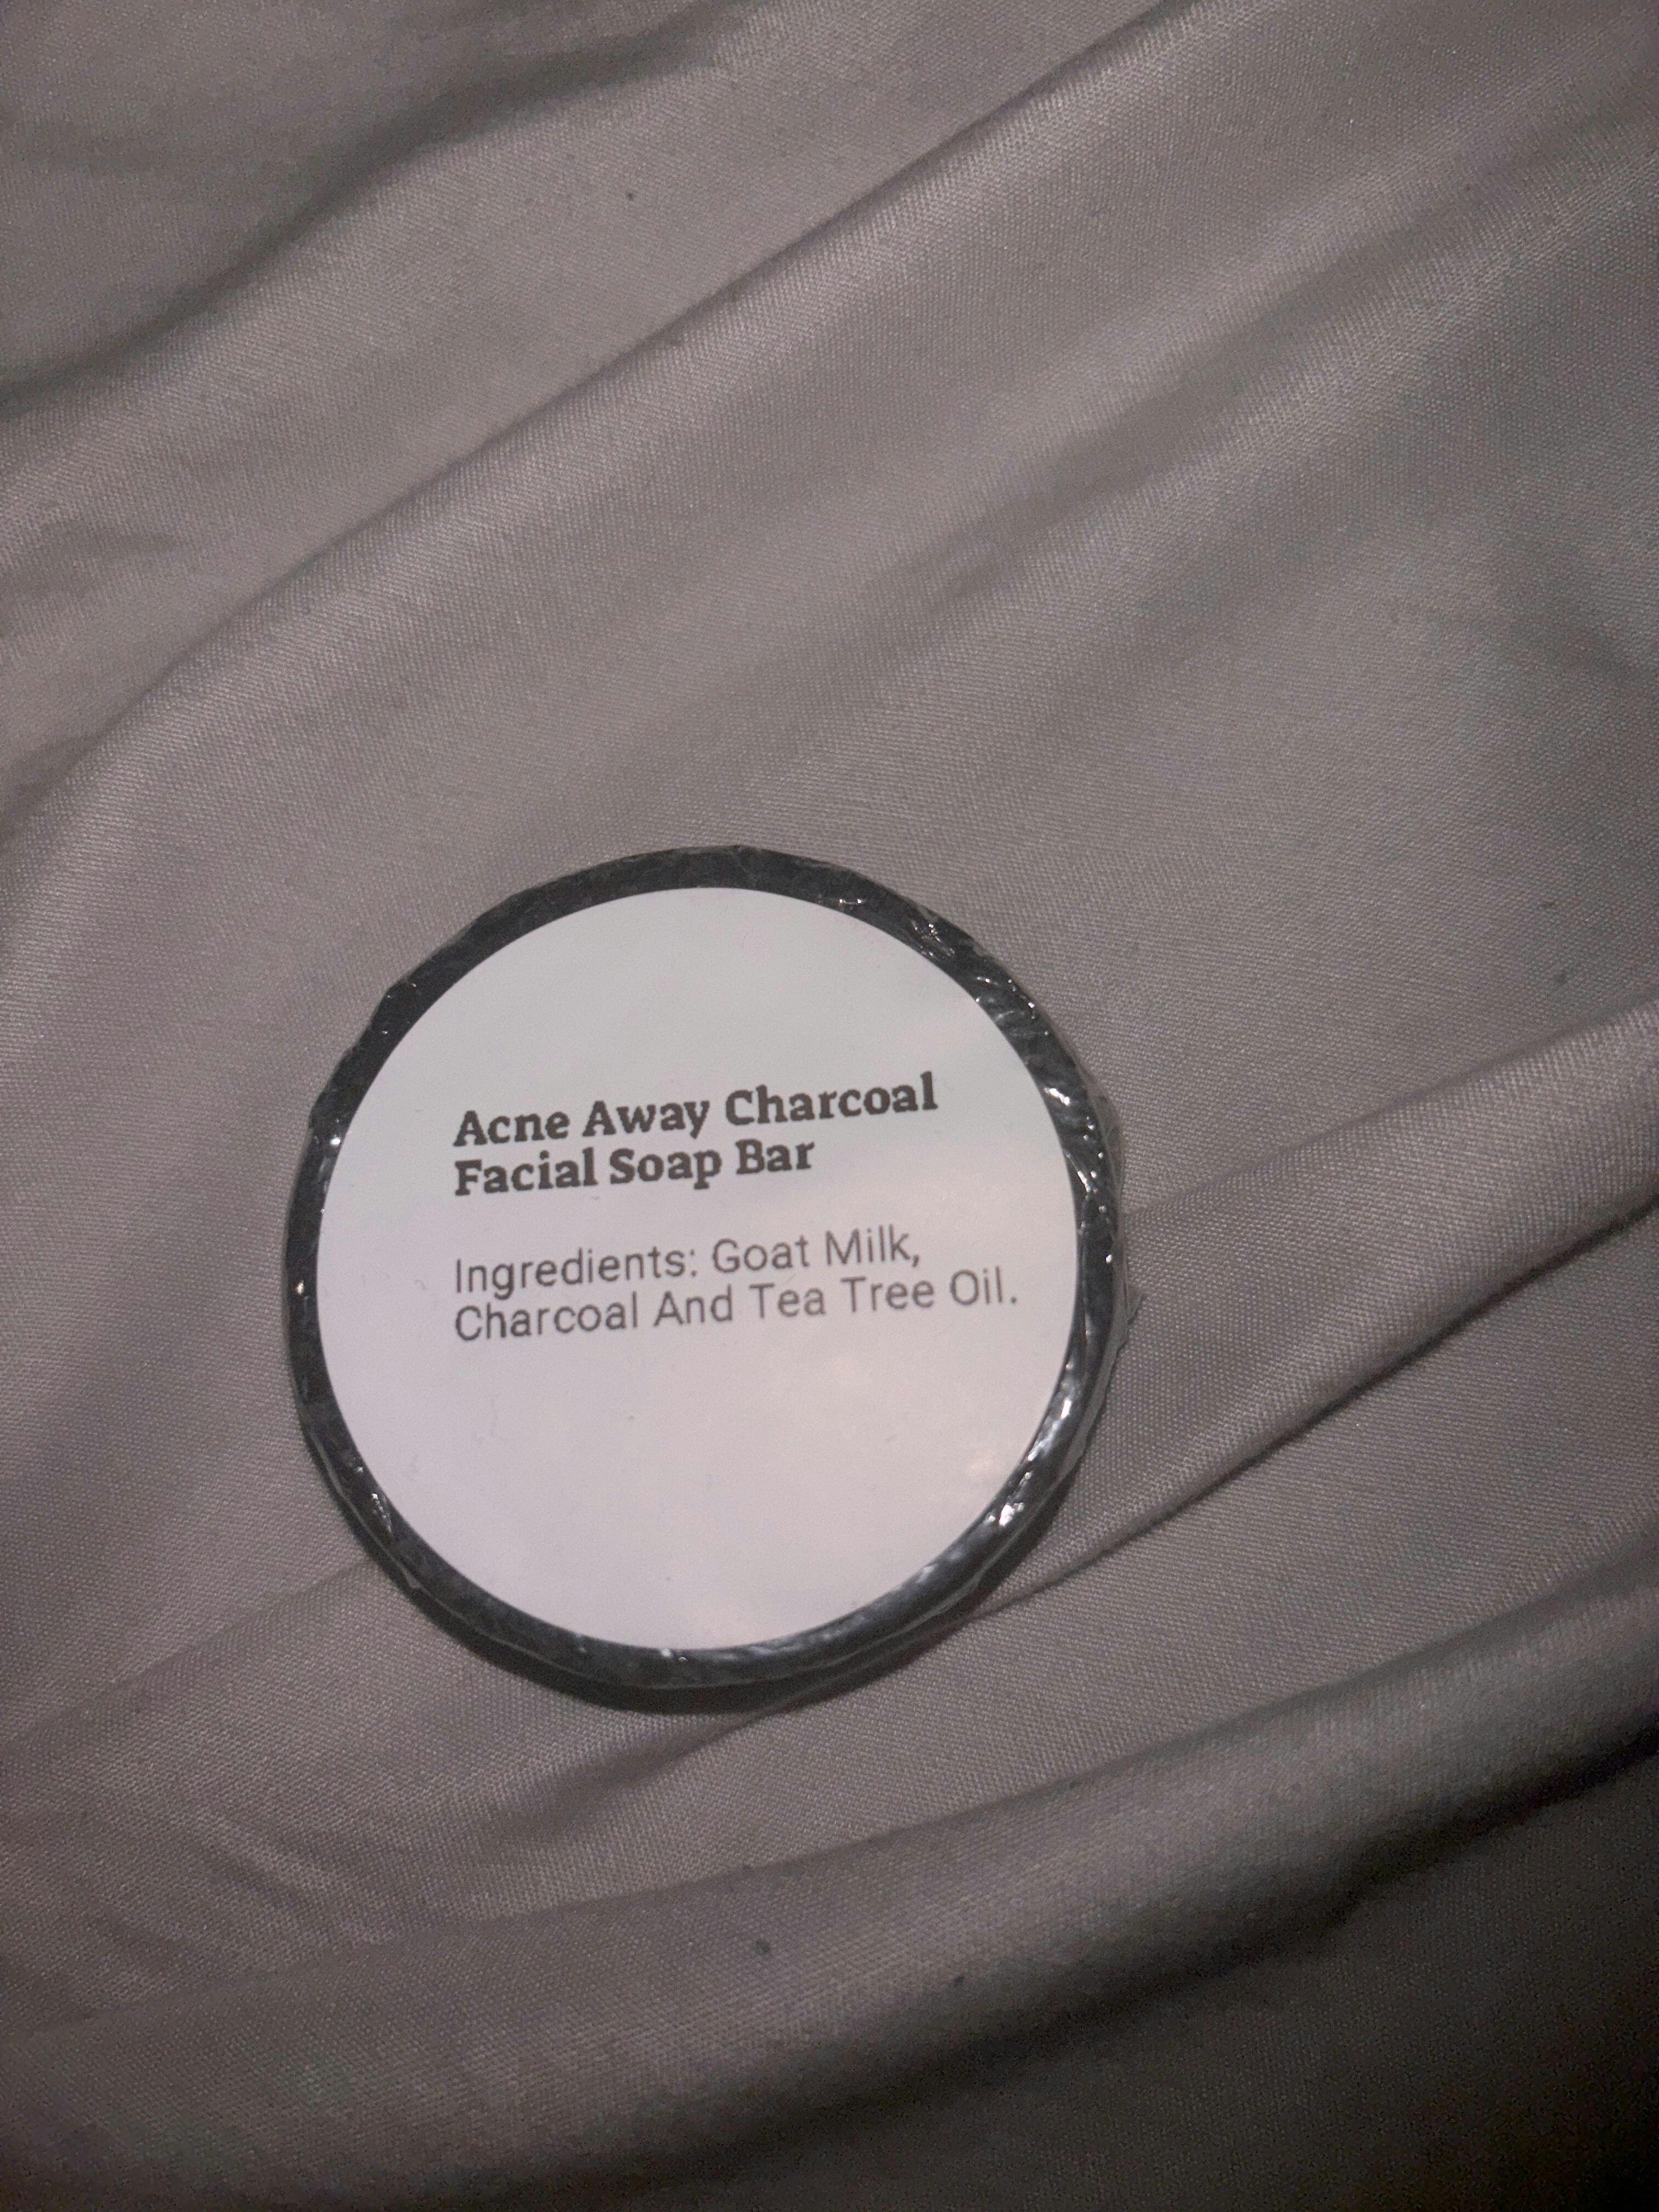 Acne Away Charcoal
Facial Soap Bar
Ingredients: Goat Milk,
Charcoal And Tea Tree Oil.